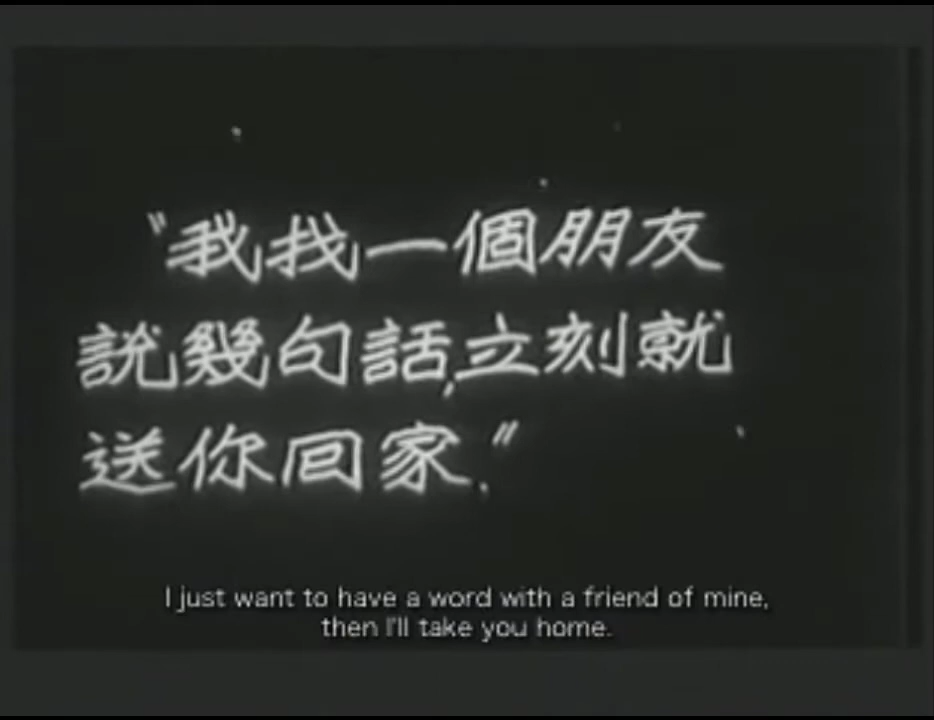 "我找一個朋友
説幾句話,立刻就
送你回家."
I just want to have a word with a friend of mine,
then I'll take you home.